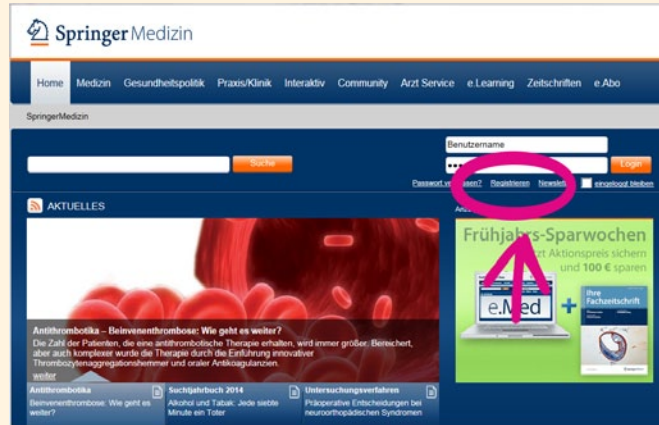 Springer Medizin
Home Medizin Gesundheitspolitik Praxis/Klinik Interaktiv Community Arzt Service e.Learning Zeitschriften e.Abo
SpringerMedizin
Benutzername
Suche
Login
Passwort Registrieren eingeloggt bleiben
AKTUELLES
Frühjahrs-Sparwochen
Aktionspreis sichern
und 100 € sparen
e.Med + Ihre
Fachzeitschrift
Antithrombotika – Beinvenenthrombose: Wie geht es weiter?
Die Zahl der Patienten, die eine antithrombotische Therapie erhalten, wird immer größer. Bereichert,
aber auch komplexer wurde die Therapie durch die Einführung innovativer
Thrombozytenaggregationshemmer und oraler Antikoagulanzien.
weiter
Antithrombotika
Beinvenenthrombose: Wie geht es
weiter?
Suchtjahrbuch 2014
Alkohol und Tabak: Jede siebte
Minute ein Toter
Untersuchungsverfahren
Präoperative Entscheidungen bei
neuroorthopädischen Syndromen